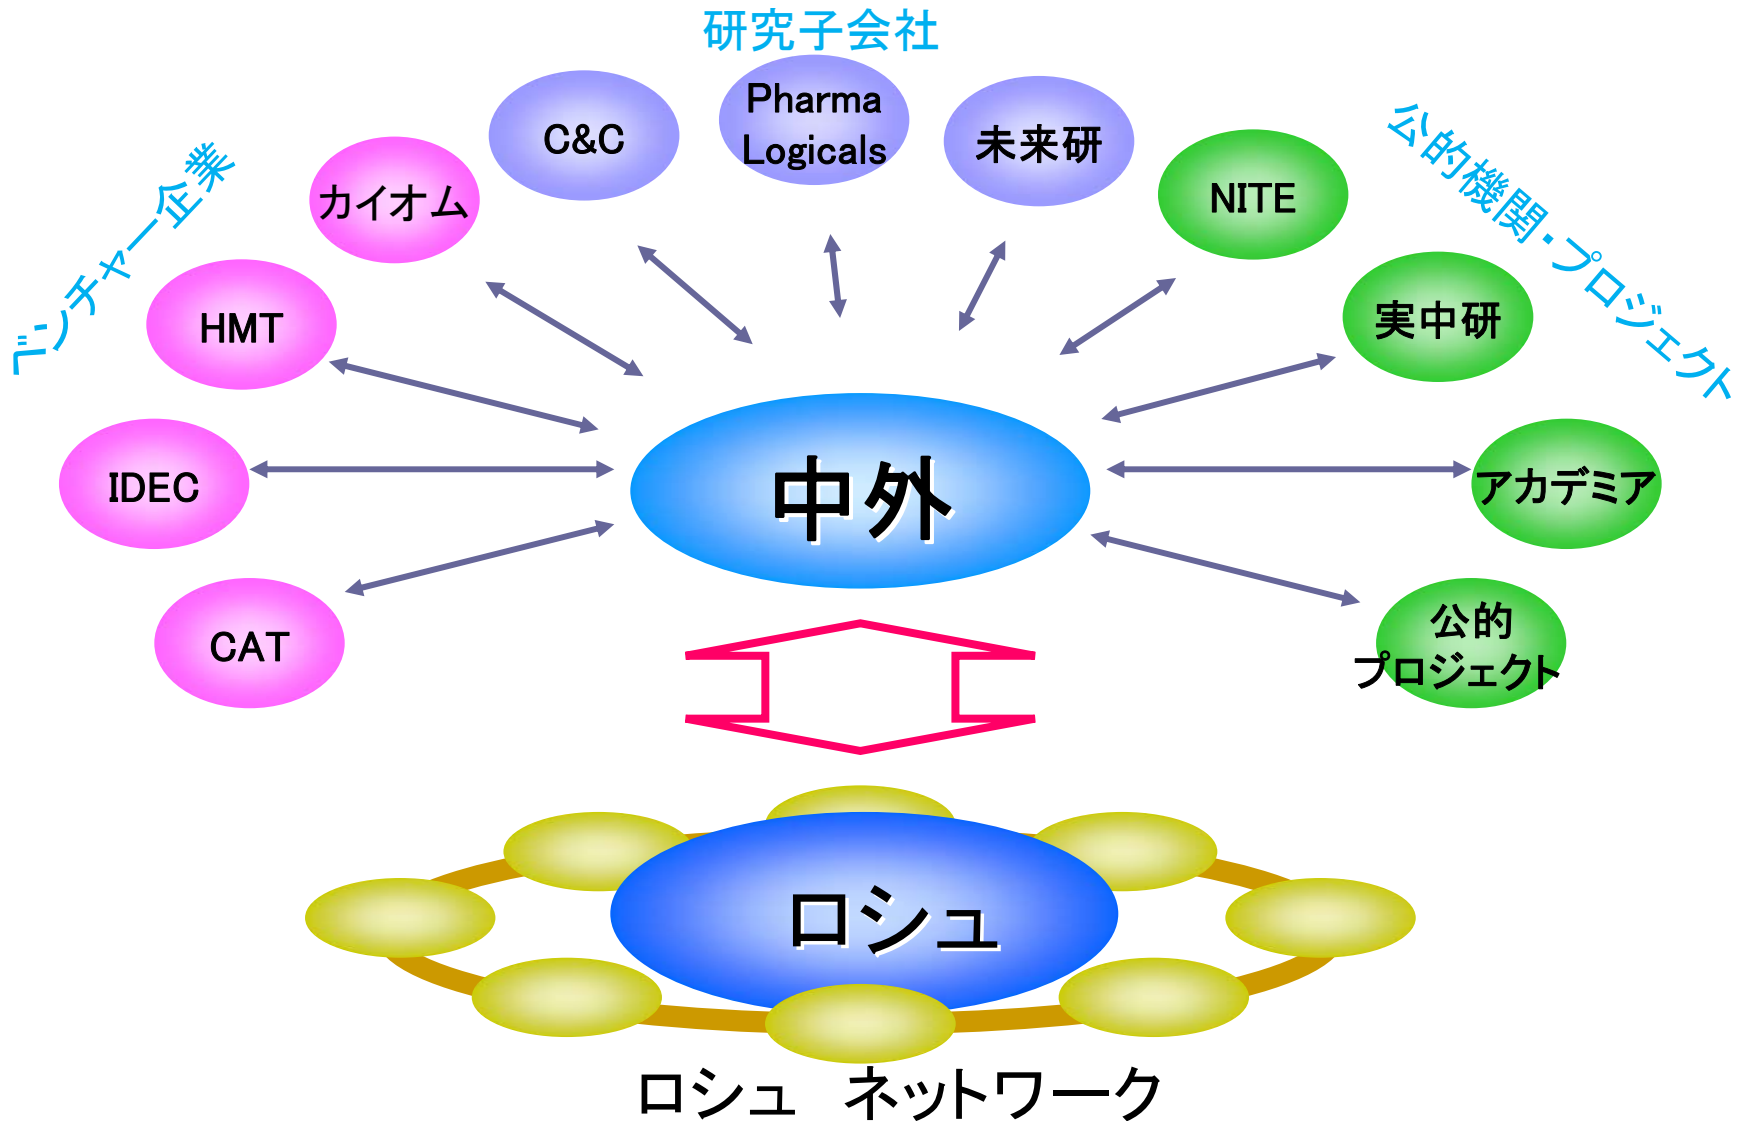 研究子会社
ベンチャー企業
公的機関・プロジェクト
カイオム
C&C
Pharma
Logicals
未来研
NITE
HMT
実中研
IDEC
中外
アカデミア
CAT
公的
プロジェクト
ロシュ
ロシュ ネットワーク